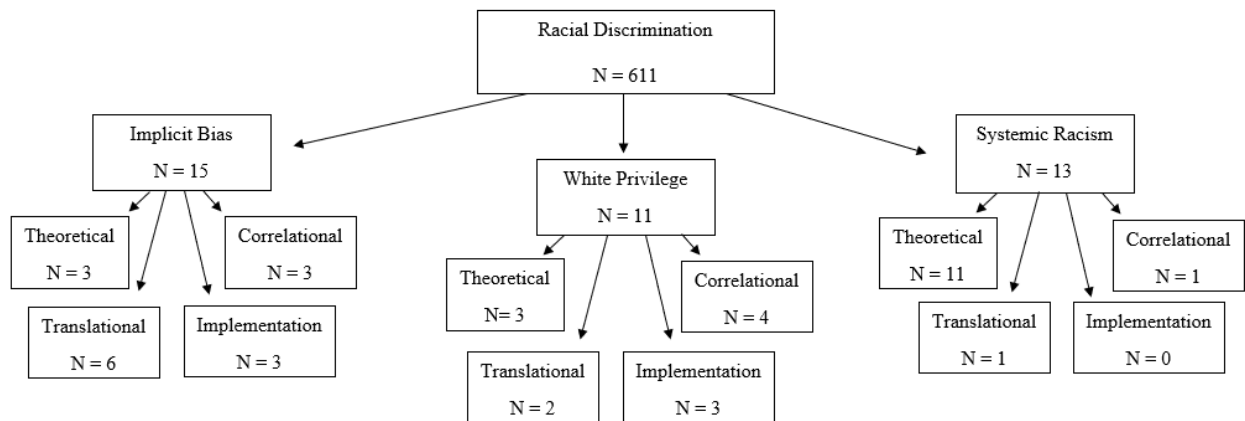 Racial Discrimination
N = 611
Implicit Bias
N = 15
Theoretical
N = 3
Correlational
N = 3
Translational
N = 6
Implementation
N = 3
White Privilege
N = 11
Theoretical
N= 3
Correlational
N = 4
Translational
N = 2
Implementation
N = 3
Systemic Racism
N = 13
Theoretical
N = 11
Correlational
N = 1
Translational
N = 1
Implementation
N = 0